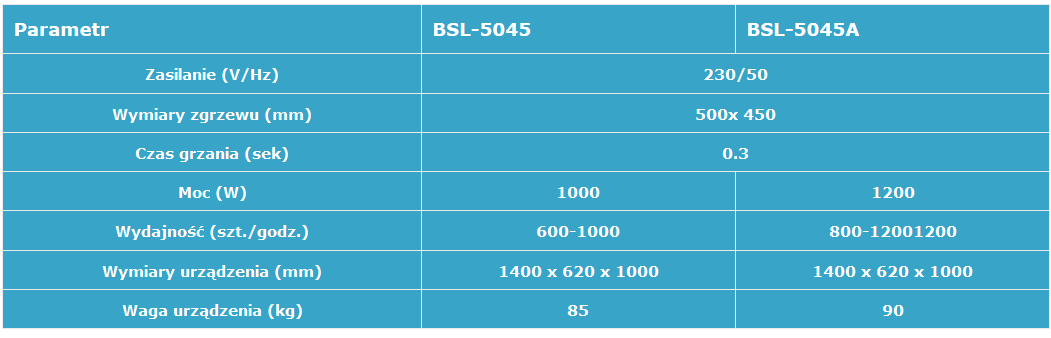 Parametr BSL-5045 BSL-5045A
Zasilanie (V/Hz) 230/50
Wymiary zgrzewu (mm) 500x 450
Czas grzania (sek) 0.3
Moc (W) 1000 1200
Wydajność (szt./godz.) 600-1000 800-12001200
Wymiary urządzenia (mm) 1400 x 620 x 1000 1400 x 620 x 1000
Waga urządzenia (kg) 85 90